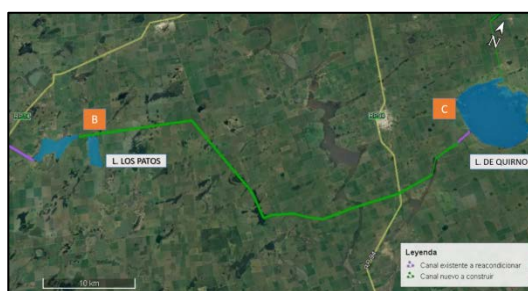 N
B
C
L. LOS PATOS
L. DE QUIRNO
Leyenda
Canal existente a reacondicionar
Canal nuevo a construir
10 km